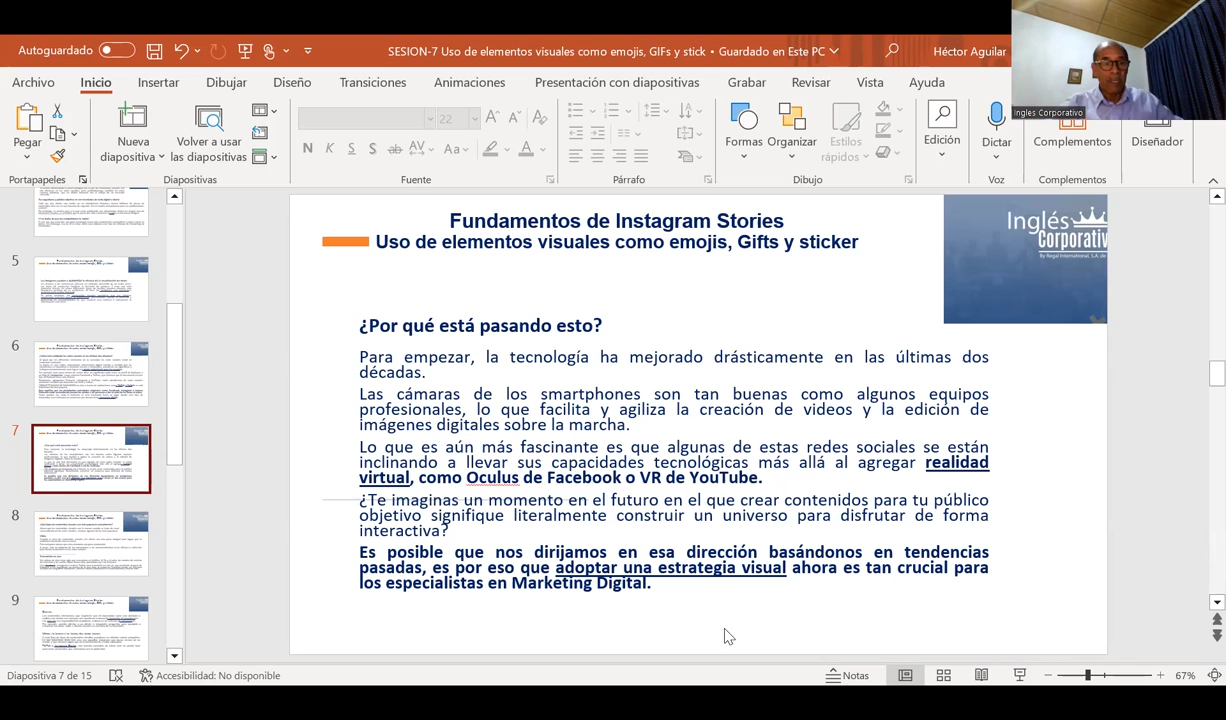 Autoguardado
SESION-7 Uso de elementos visuales como emojis, GIFs y stick • Guardado en Este PC
Héctor Aguilar
Archivo Inicio Insertar Dibujar Diseño Transiciones Animaciones Presentación con diapositivas Grabar Revisar Vista Ayuda
Ingles Corporativo
Pegar
Nueva diapositiva
Volver a usar las diapositivas
22
N K S S ab AV Aa
A
Formas Organizar
Estilos rápidos
Edición
Dictar
Complementos
Diseñador
Portapapeles Diapositivas Fuente Párrafo Dibujo Voz Complementos
5
6
7
8
9
Fundamentos de Instagram Stories
Uso de elementos visuales como emojis, Gifts y sticker
Inglés
Corporativ
By Regal International, S.A. de
¿Por qué está pasando esto?
Para empezar, la tecnología ha mejorado drásticamente en las últimas dos
décadas.
Las cámaras de los smartphones son tan buenas como algunos equipos
profesionales, lo que facilita y agiliza la creación de videos y la edición de
imágenes digitales sobre la marcha.
Lo que es aún más fascinante es que algunas de estas redes sociales se están
inclinando a llevar sus capacidades tecnológicas más allá al agregar realidad
virtual, como Oculus de Facebook o VR de YouTube.
¿Te imaginas un momento en el futuro en el que crear contenidos para tu público
objetivo signifique literalmente construir un universo para disfrutar de forma
interactiva?
Es posible que nos dirijamos en esa dirección basándonos en tendencias
pasadas, es por eso que adoptar una estrategia visual ahora es tan crucial para
los especialistas en Marketing Digital.
Diapositiva 7 de 15
Accesibilidad: No disponible
Notas
67%